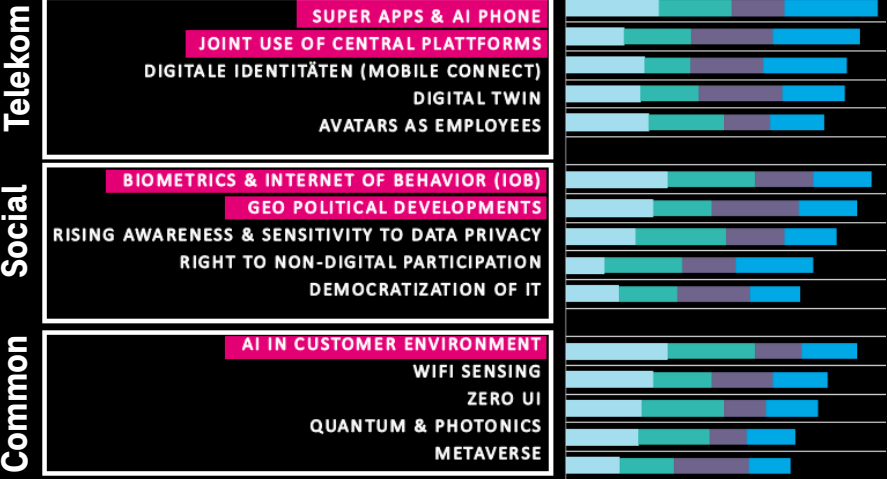 Telekom
SUPER APPS & AI PHONE
JOINT USE OF CENTRAL PLATTFORMS
DIGITALE IDENTITÄTEN (MOBILE CONNECT)
DIGITAL TWIN
AVATARS AS EMPLOYEES
Social
BIOMETRICS & INTERNET OF BEHAVIOR (IOB)
GEO POLITICAL DEVELOPMENTS
RISING AWARENESS & SENSITIVITY TO DATA PRIVACY
RIGHT TO NON-DIGITAL PARTICIPATION
DEMOCRATIZATION OF IT
Common
AI IN CUSTOMER ENVIRONMENT
WIFI SENSING
ZERO UI
QUANTUM & PHOTONICS
METAVERSE